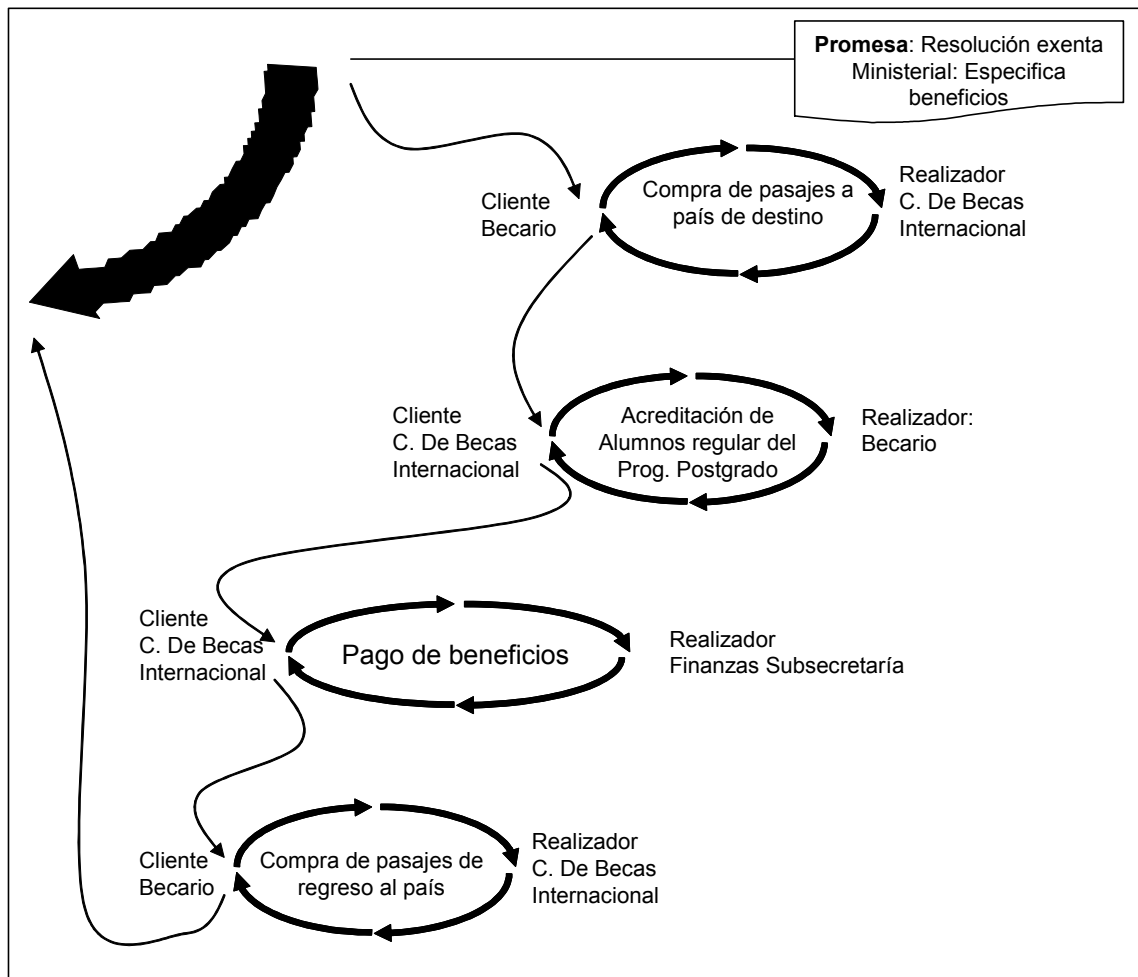 Promesa: Resolución exenta
Ministerial: Especifica
beneficios
Cliente
Becario
Compra de pasajes a
país de destino
Realizador
C. De Becas
Internacional
Cliente
C. De Becas
Internacional
Acreditación de
Alumnos regular del
Prog. Postgrado
Realizador:
Becario
Cliente
C. De Becas
Internacional
Pago de beneficios
Realizador
Finanzas Subsecretaría
Cliente
Becario
Compra de pasajes de
regreso al país
Realizador
C. De Becas
Internacional